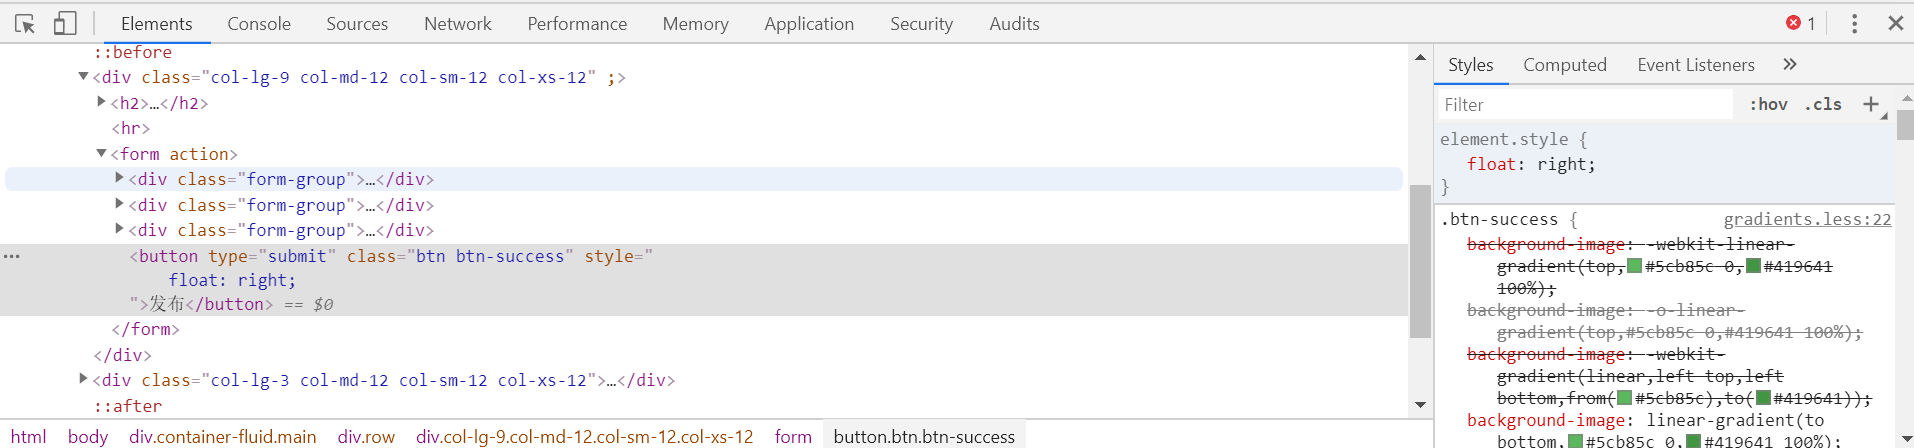 Elements Console Sources Network Performance Memory Application Security Audits 1
::before
<div class="col-lg-9 col-md-12 col-sm-12 col-xs-12" ;>
<h2>…</h2>
<hr>
<form action>
<div class="form-group">…</div>
<div class="form-group">…</div>
<div class="form-group">…</div>
<button type="submit" class="btn btn-success" style="
float: right;
">发布</button> == $0
</form>
</div>
<div class="col-lg-3 col-md-12 col-sm-12 col-xs-12">…</div>
::after
html body div.container-fluid.main div.row div.col-lg-9.col-md-12.col-sm-12.col-xs-12 form button.btn.btn-success
Styles Computed Event Listeners »
Filter :hov .cls +
element.style {
float: right;
}
.btn-success { gradients.less:22
background-image: -webkit-linear-
gradient(top,#5cb85c 0,#419641
100%);
background-image: -o-linear-
gradient(top,#5cb85c 0,#419641 100%);
background-image: -webkit-
gradient(linear,left top,left
bottom,from(#5cb85c),to(#419641));
background-image: linear-gradient(to
bottom,#5cb85c 0,#419641 100%);